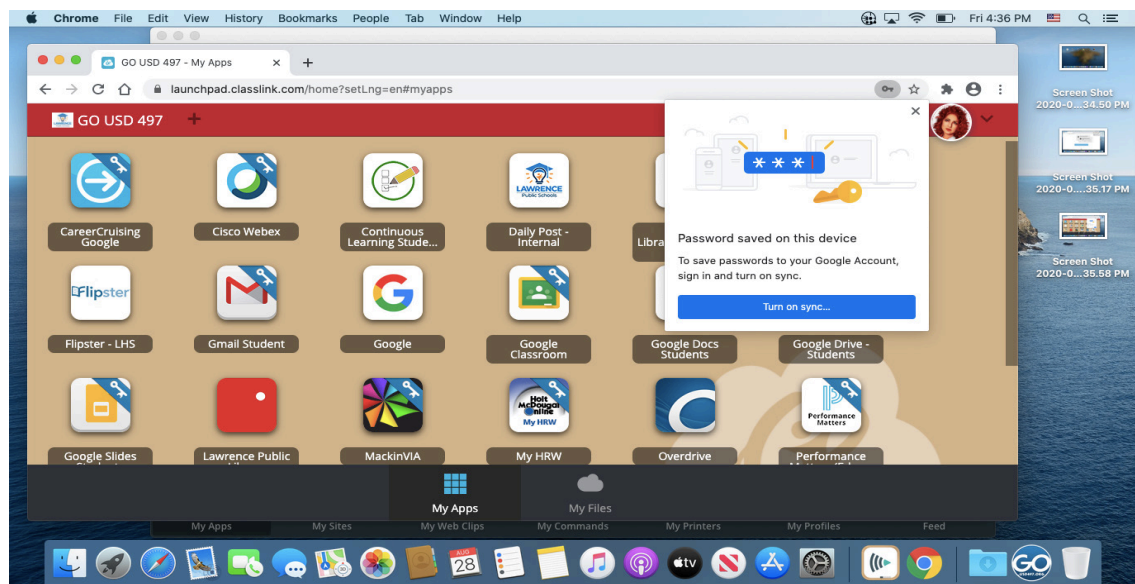 Chrome File Edit View History Bookmarks People Tab Window Help
Fri 4:36 PM
GO USD 497 - My Apps
launchpad.classlink.com/home?setLng=en#myapps
GO USD 497
Screen Shot
2020-0...34.50 PM
Screen Shot
2020-0....35.17 PM
Screen Shot
2020-0...35.58 PM
***
Password saved on this device
To save passwords to your Google Account,
sign in and turn on sync.
Turn on sync...
LAWRENCE
Public Schools
CareerCruising
Google
Cisco Webex
Continuous
Learning Stude...
Daily Post -
Internal
Flipster
Flipster - LHS
Gmail Student
Google
Google
Classroom
Google Docs
Students
Google Drive -
Students
Holt
McDougal
Online
My HRW
Performance
Matters
Google Slides
Lawrence Public
MackinVIA
My HRW
Overdrive
Performance
My Apps
My Files
My Apps My Sites My Web Clips My Commands My Printers My Profiles Feed
AUG
28
tv
GO